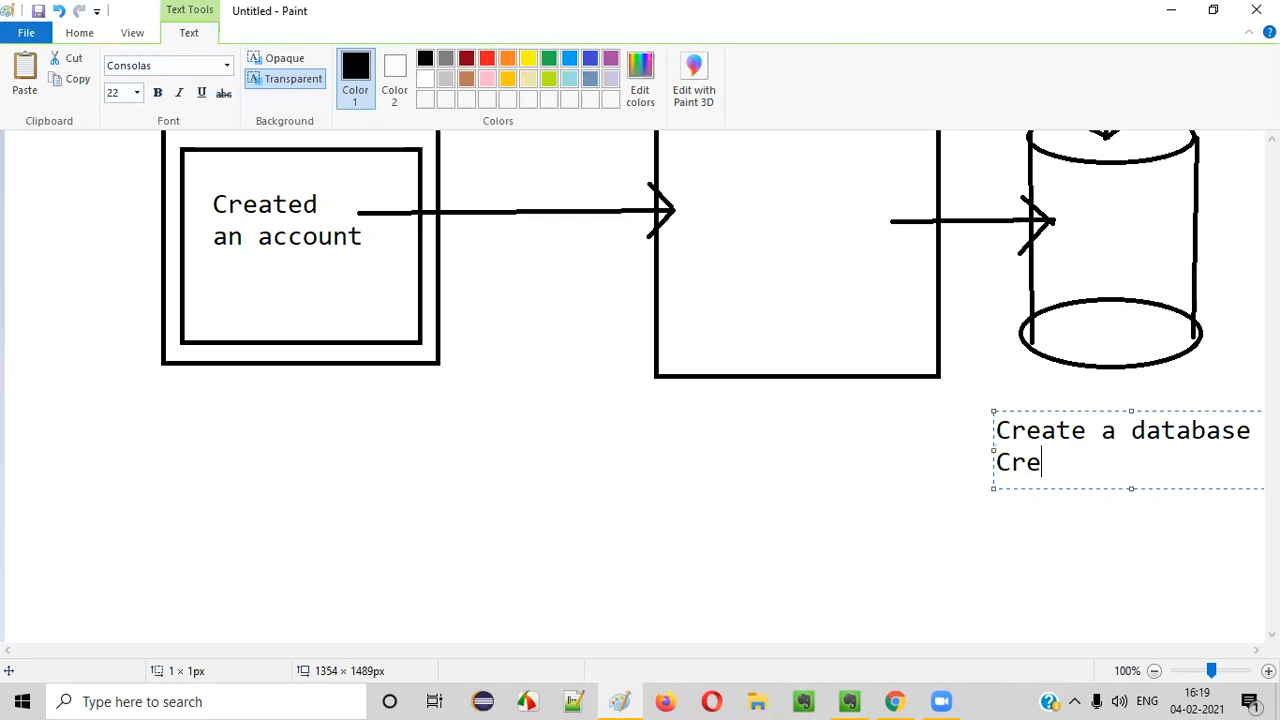 Text Tools
Untitled - Paint
File
Home
View
Text
Paste
Cut
Copy
Clipboard
Consolas
22
B I U abc
Font
Opaque
Transparent
Background
Color
1
Color
2
Edit
colors
Colors
Edit with
Paint 3D
Created
an account
Create a database
Cre
1 × 1px
1354 × 1489px
100%
Type here to search
ENG
16:19
04-02-2021